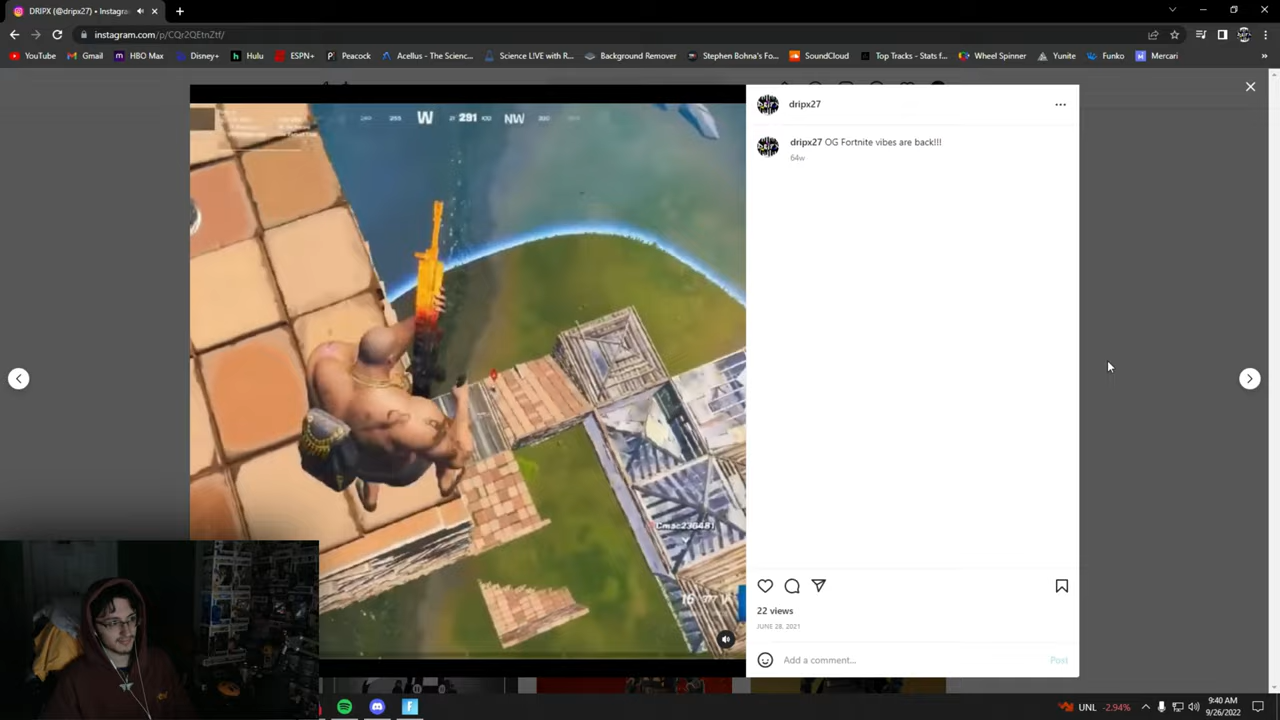 DRIPX (@dripx27) • Instagram
instagram.com/p/CQr2QEtnZtf/
YouTube
Gmail
HBO Max
Disney+
Hulu
ESPN+
Peacock
Acellus - The Scienc...
Science LIVE with R...
Background Remover
Stephen Bohna's Fo...
SoundCloud
Top Tracks - Stats f...
Wheel Spinner
Yunite
Funko
Mercari
W 291 NW
dripx27
dripx27 OG Fortnite vibes are back!!!
64w
22 views
JUNE 28, 2021
Add a comment... Post
UNL -2.94%
9:40 AM
9/26/2022